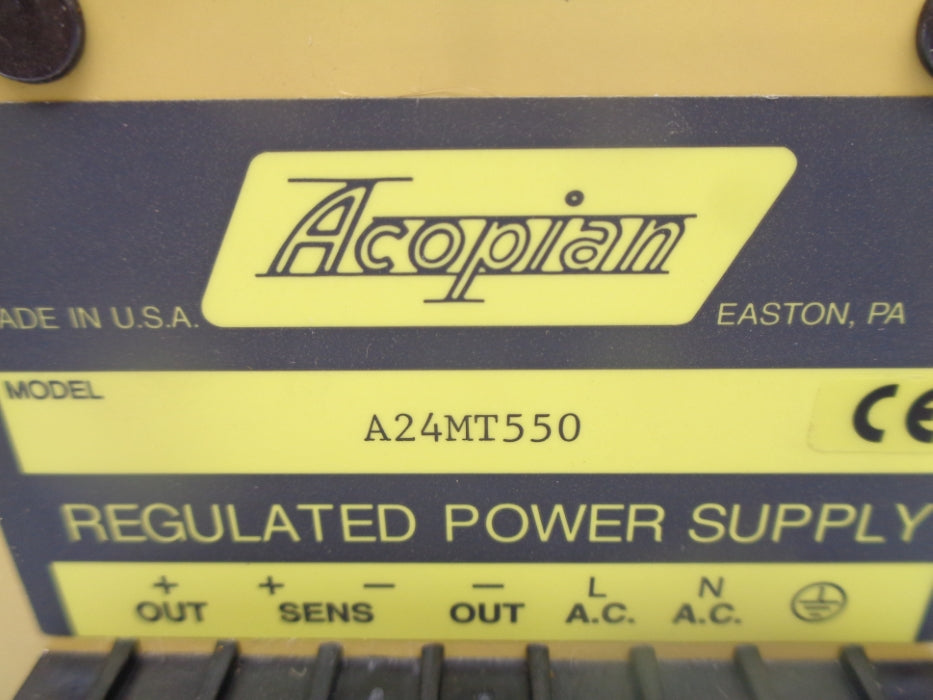 Acopian
ADE IN U.S.A.
EASTON, PA
MODEL
A24MT550
CE
REGULATED POWER SUPPLY
+ + − − L N
OUT SENS OUT A.C. A.C.